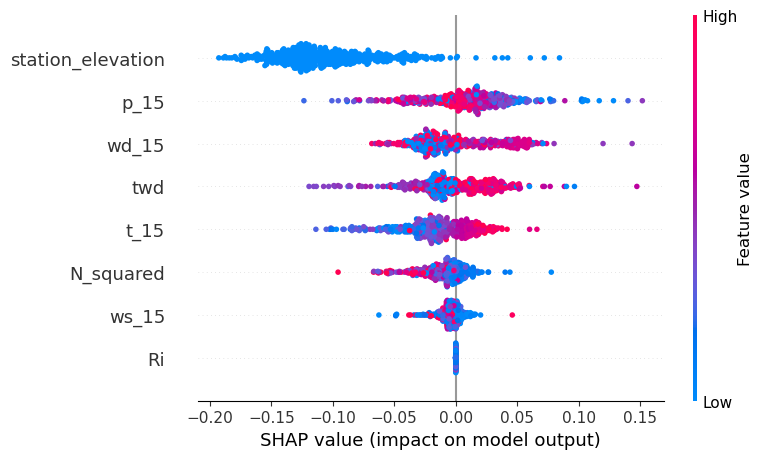 High
station_elevation
p_15
wd_15
twd
t_15
N_squared
ws_15
Ri
Feature value
Low
−0.20 −0.15 −0.10 −0.05 0.00 0.05 0.10 0.15
SHAP value (impact on model output)